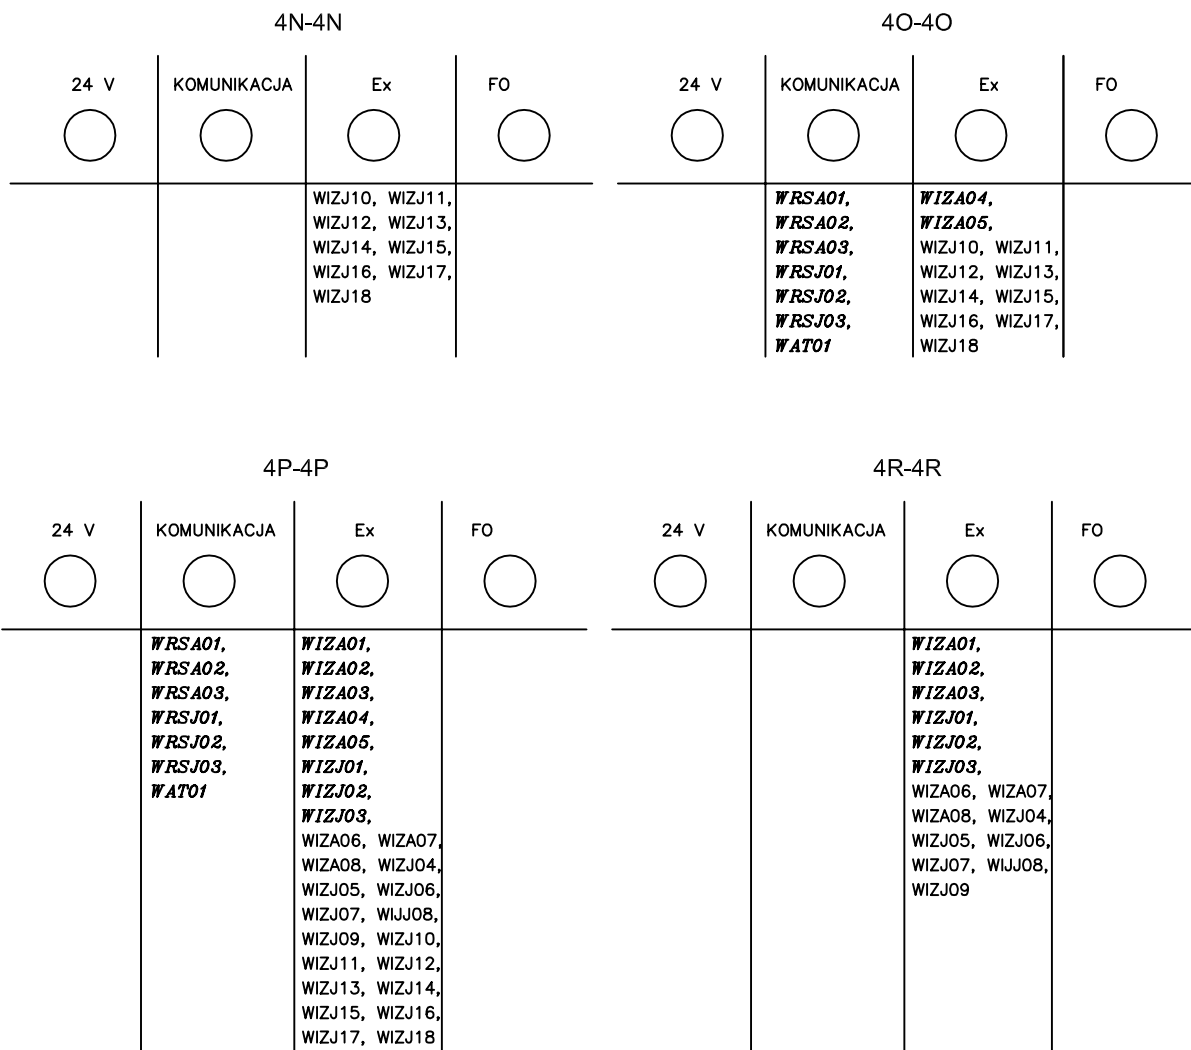 4N-4N
24 V KOMUNIKACJA Ex FO
WIZJ10, WIZJ11,
WIZJ12, WIZJ13,
WIZJ14, WIZJ15,
WIZJ16, WIZJ17,
WIZJ18
4O-4O
24 V KOMUNIKACJA Ex FO
WRSA01,
WRSA02,
WRSA03,
WRSJ01,
WRSJ02,
WRSJ03,
WAT01
WIZA04,
WIZA05,
WIZJ10, WIZJ11,
WIZJ12, WIZJ13,
WIZJ14, WIZJ15,
WIZJ16, WIZJ17,
WIZJ18
4P-4P
24 V KOMUNIKACJA Ex FO
WRSA01,
WRSA02,
WRSA03,
WRSJ01,
WRSJ02,
WRSJ03,
WAT01
WIZA01,
WIZA02,
WIZA03,
WIZA04,
WIZA05,
WIZJ01,
WIZJ02,
WIZJ03,
WIZA06, WIZA07,
WIZA08, WIZJ04,
WIZJ05, WIZJ06,
WIZJ07, WIJJ08,
WIZJ09, WIZJ10,
WIZJ11, WIZJ12,
WIZJ13, WIZJ14,
WIZJ15, WIZJ16,
WIZJ17, WIZJ18
4R-4R
24 V KOMUNIKACJA Ex FO
WIZA01,
WIZA02,
WIZA03,
WIZJ01,
WIZJ02,
WIZJ03,
WIZA06, WIZA07,
WIZA08, WIZJ04,
WIZJ05, WIZJ06,
WIZJ07, WIJJ08,
WIZJ09